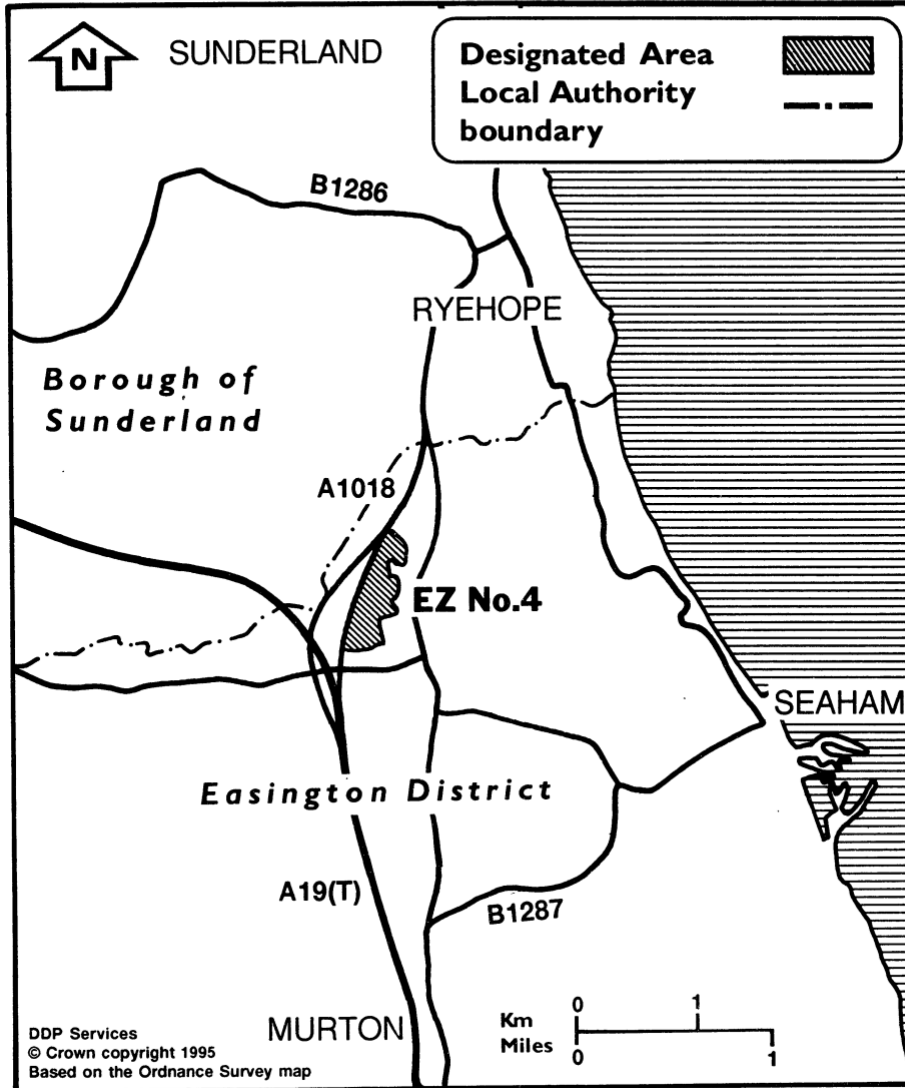 N
SUNDERLAND
Designated Area
Local Authority
boundary
B1286
RYEHOPE
Borough of
Sunderland
A1018
EZ No.4
SEAHAM
Easington District
A19(T)
B1287
MURTON
Km
0 1
Miles
0 1
DDP Services
© Crown copyright 1995
Based on the Ordnance Survey map